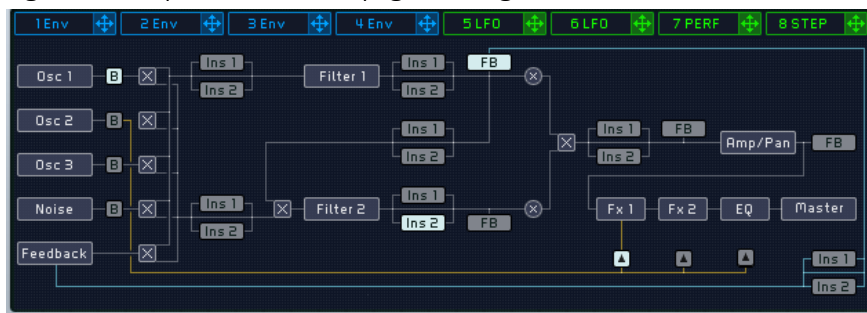 1 Env 2 Env 3 Env 4 Env 5 LFO 6 LFO 7 PERF 8 STEP
Osc 1 B Ins 1 Ins 2 Filter 1 Ins 1 Ins 2 FB
Osc 2 B Ins 1 Ins 2 Ins 1 Ins 2 FB Amp/Pan FB
Osc 3 B
Noise B Ins 1 Ins 2 Filter 2 Ins 1 Ins 2 FB Fx 1 Fx 2 EQ Master
Feedback Ins 1 Ins 2